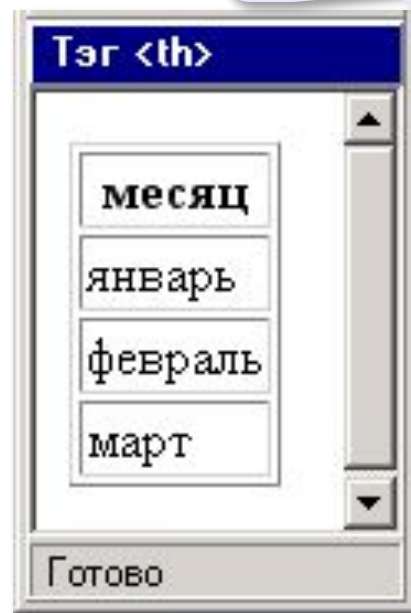 Тэг <th>
месяц
январь
февраль
март
Готово